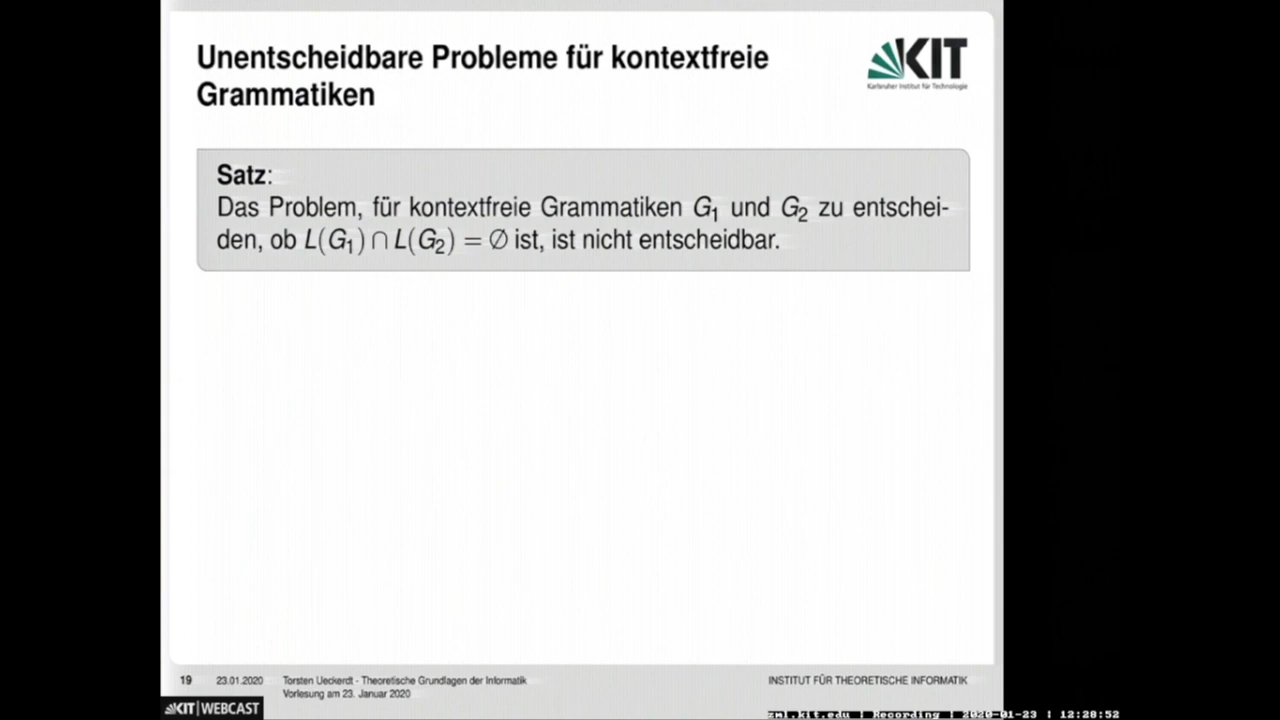 Unentscheidbare Probleme für kontextfreie
Grammatiken
KIT
Karlsruher Institut für Technologie
Satz:
Das Problem, für kontextfreie Grammatiken G₁ und G₂ zu entschei-
den, ob L(G₁) ∩ L(G₂) = ∅ ist, ist nicht entscheidbar.
19 23.01.2020 Torsten Ueckerdt - Theoretische Grundlagen der Informatik
Vorlesung am 23. Januar 2020
INSTITUT FÜR THEORETISCHE INFORMATIK
KIT | WEBCAST
zml.kit.edu | Recording | 2020-01-23 | 12:28:52